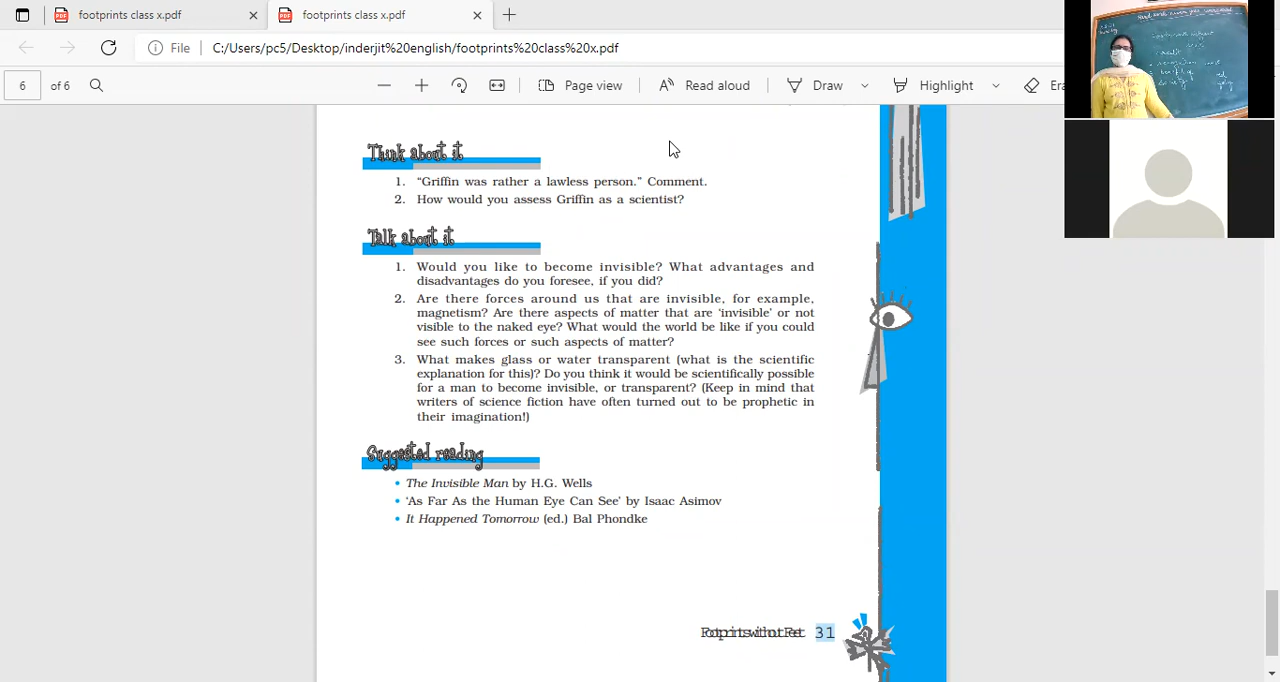 footprints class x.pdf
footprints class x.pdf
File C:/Users/pc5/Desktop/inderjit%20english/footprints%20class%20x.pdf
6 of 6 Page view Read aloud Draw Highlight Era
Think about it
1. “Griffin was rather a lawless person.” Comment.
2. How would you assess Griffin as a scientist?
Talk about it
1. Would you like to become invisible? What advantages and
disadvantages do you foresee, if you did?
2. Are there forces around us that are invisible, for example,
magnetism? Are there aspects of matter that are ‘invisible’ or not
visible to the naked eye? What would the world be like if you could
see such forces or such aspects of matter?
3. What makes glass or water transparent (what is the scientific
explanation for this)? Do you think it would be scientifically possible
for a man to become invisible, or transparent? (Keep in mind that
writers of science fiction have often turned out to be prophetic in
their imagination!)
Suggested reading
• The Invisible Man by H.G. Wells
• ‘As Far As the Human Eye Can See’ by Isaac Asimov
• It Happened Tomorrow (ed.) Bal Phondke
Footprints without Feet 31